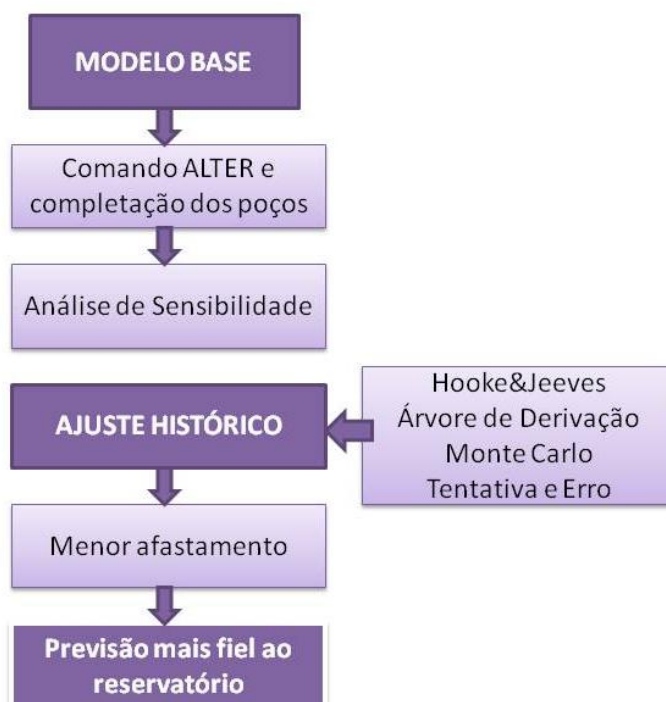 MODELO BASE
Comando ALTER e
completação dos poços
Análise de Sensibilidade
Hooke&Jeeves
Árvore de Derivação
Monte Carlo
Tentativa e Erro
AJUSTE HISTÓRICO
Menor afastamento
Previsão mais fiel ao
reservatório